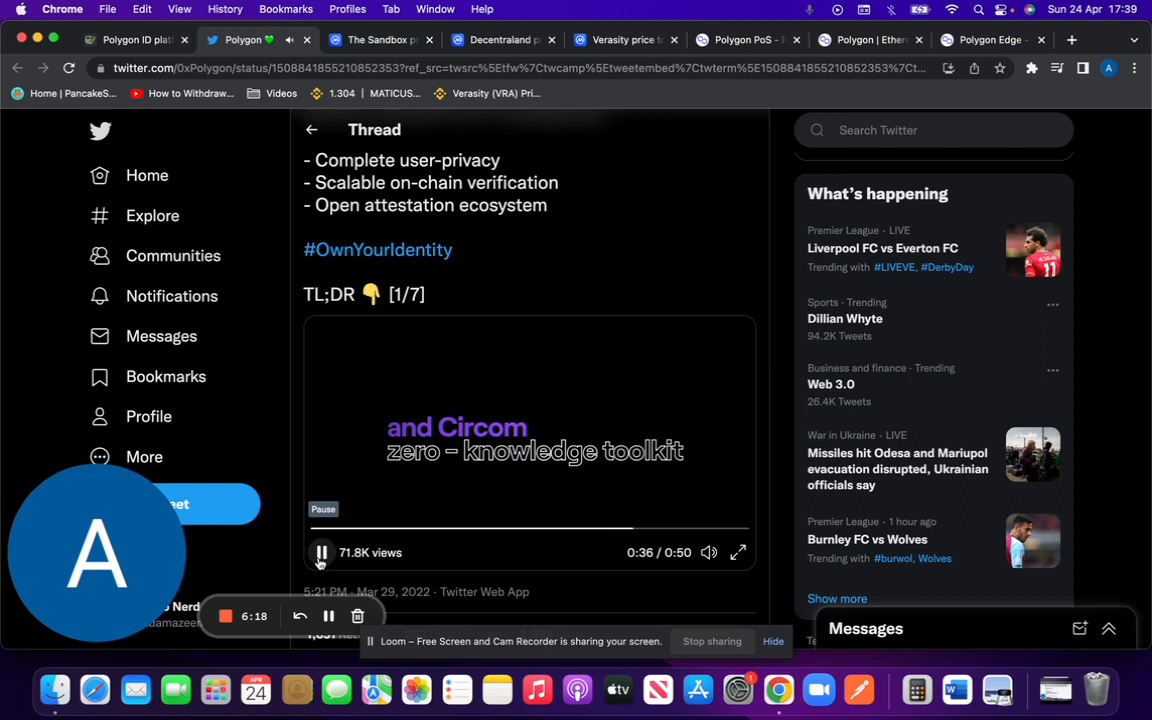 Chrome File Edit View History Bookmarks Profiles Tab Window Help Sun 24 Apr 17:39
Polygon ID plat Polygon 💚 The Sandbox p Decentraland p Verasity price t Polygon PoS - Polygon | Ether Polygon Edge -
twitter.com/0xPolygon/status/1508841855210823537?ref_src=twsrc%5Etfw%7Ctwcamp%5Etweetembed%7Ctwterm%5E1508841855210823537%7Ct... A
Home | PancakeS... How to Withdraw... Videos 1.304 | MATICUS... Verasity (VRA) Pri...
Thread
Search Twitter
- Complete user-privacy
- Scalable on-chain verification
- Open attestation ecosystem
#OwnYourIdentity
TL;DR 👇 [1/7]
and Circom
zero – knowledge toolkit
Pause
71.8K views 0:36 / 0:50
5:21 PM · Mar 29, 2022 · Twitter Web App
Home
Explore
Communities
Notifications
Messages
Bookmarks
Profile
More
eet
A
Nerd
damazeen
6:18
What's happening
Premier League · LIVE
Liverpool FC vs Everton FC
Trending with #LIVEVE, #DerbyDay
Sports · Trending
Dillian Whyte
94.2K Tweets
Business and finance · Trending
Web 3.0
26.4K Tweets
War in Ukraine · LIVE
Missiles hit Odesa and Mariupol
evacuation disrupted, Ukrainian
officials say
Premier League · 1 hour ago
Burnley FC vs Wolves
Trending with #burwol, Wolves
Show more
Messages
Loom – Free Screen and Cam Recorder is sharing your screen. Stop sharing Hide
APR
24
tv
1